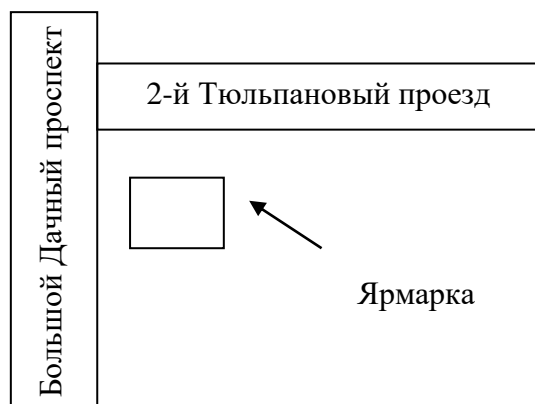 Большой Дачный проспект
2-й Тюльпановый проезд
Ярмарка